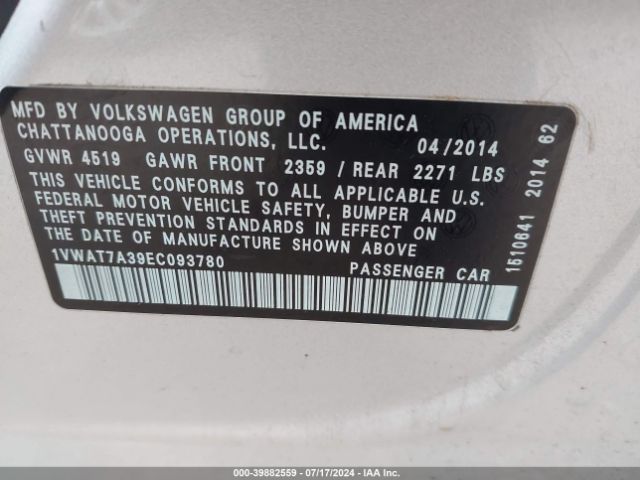 MFD BY VOLKSWAGEN GROUP OF AMERICA
CHATTANOOGA OPERATIONS, LLC. 04/2014
GVWR 4519 GAWR FRONT 2359 / REAR 2271 LBS
THIS VEHICLE CONFORMS TO ALL APPLICABLE U.S.
FEDERAL MOTOR VEHICLE SAFETY, BUMPER AND
THEFT PREVENTION STANDARDS IN EFFECT ON
THE DATE OF MANUFACTURE SHOWN ABOVE
1VWAT7A39EC093780 PASSENGER CAR
1510641 2014 62
000-39882559 - 07/17/2024 - IAAI.COM